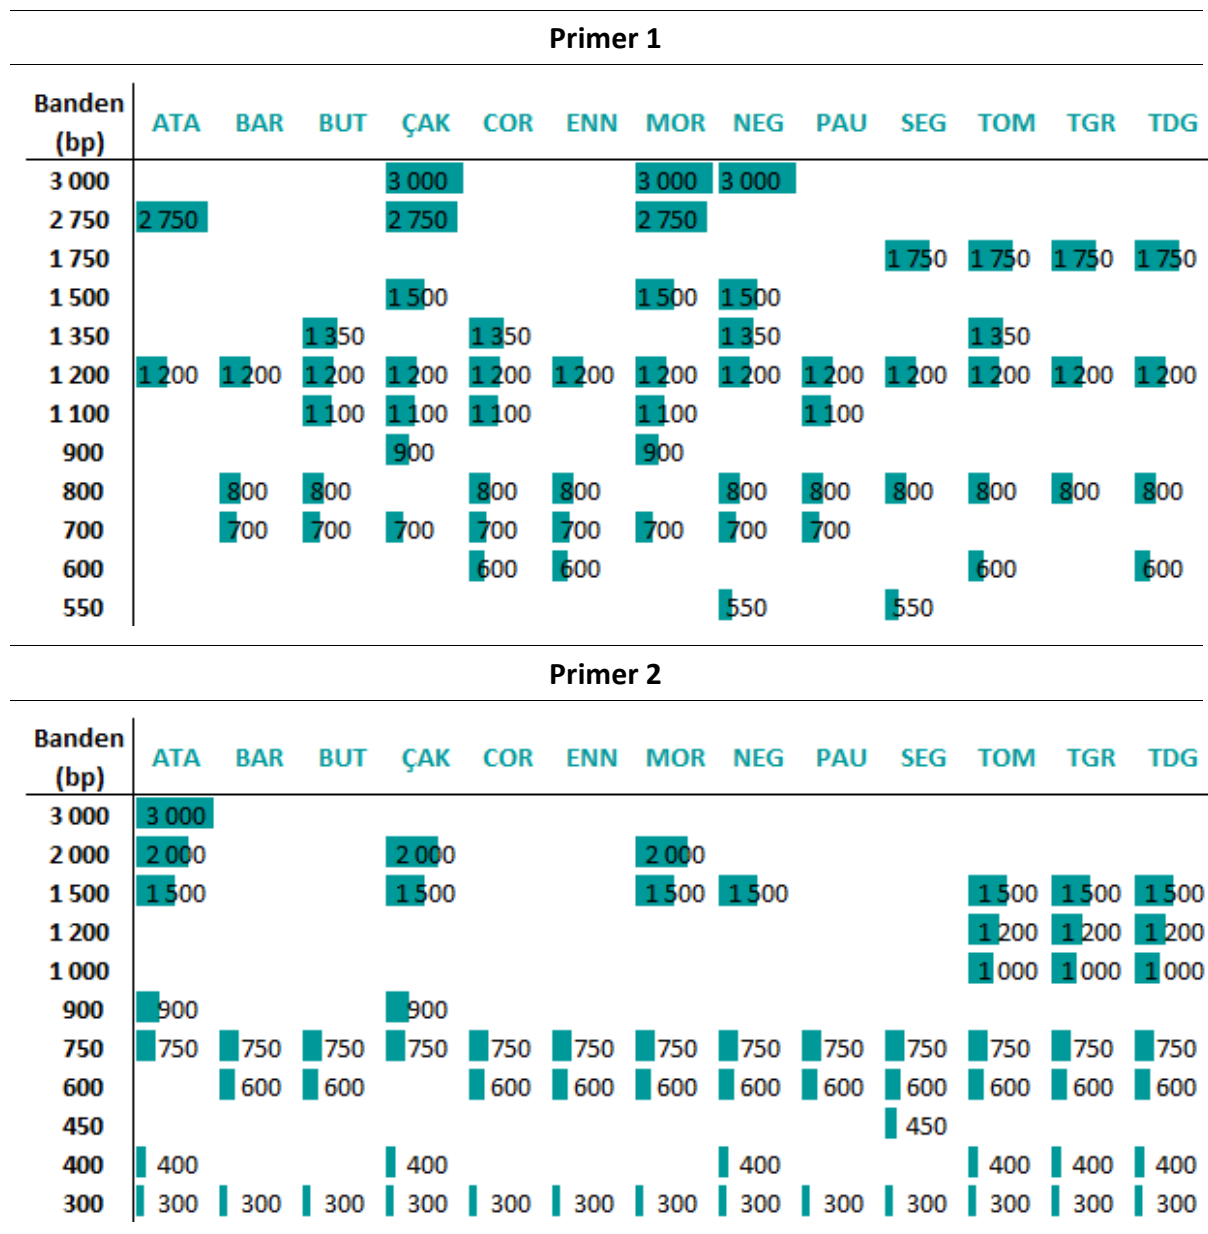 Primer 1
Banden (bp) ATA BAR BUT ÇAK COR ENN MOR NEG PAU SEG TOM TGR TDG
3 000 3 000 3 000 3 000
2 750 2 750 2 750 2 750
1 750 1 750 1 750 1 750 1 750
1 500 1 500 1 500 1 500
1 350 1 350 1 350 1 350 1 350
1 200 1 200 1 200 1 200 1 200 1 200 1 200 1 200 1 200 1 200 1 200 1 200 1 200 1 200
1 100 1 100 1 100 1 100 1 100 1 100
900 900 900
800 800 800 800 800 800 800 800 800 800 800
700 700 700 700 700 700 700 700 700
600 600 600 600 600
550 550 550
Primer 2
Banden (bp) ATA BAR BUT ÇAK COR ENN MOR NEG PAU SEG TOM TGR TDG
3 000 3 000
2 000 2 000 2 000 2 000
1 500 1 500 1 500 1 500 1 500 1 500 1 500 1 500
1 200 1 200 1 200 1 200
1 000 1 000 1 000 1 000
900 900 900
750 750 750 750 750 750 750 750 750 750 750 750 750 750
600 600 600 600 600 600 600 600 600 600 600 600
450 450
400 400 400 400 400 400 400
300 300 300 300 300 300 300 300 300 300 300 300 300 300